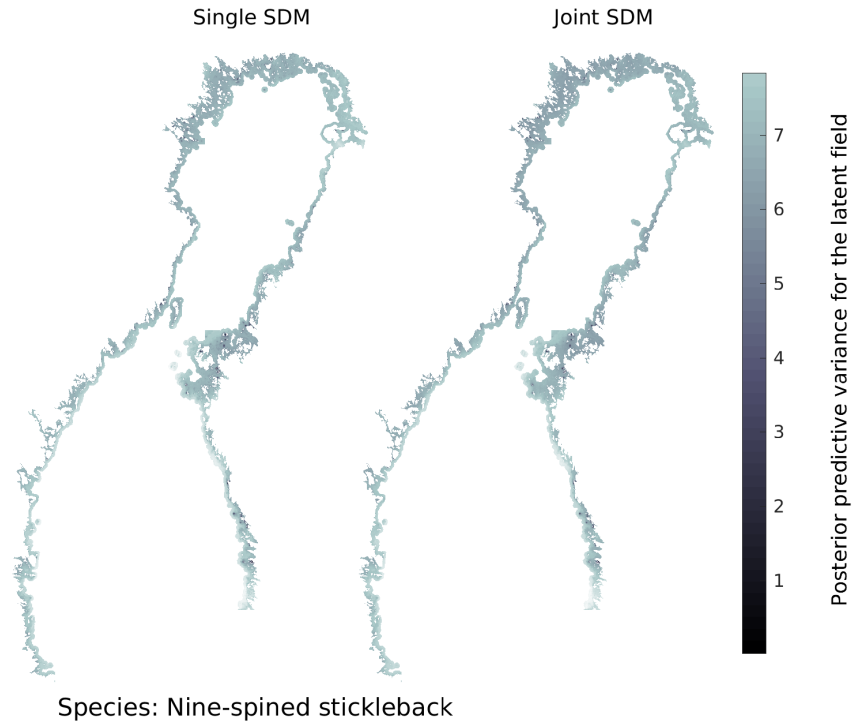 Single SDM
Joint SDM
7
6
5
4
3
2
1
Posterior predictive variance for the latent field
Species: Nine-spined stickleback